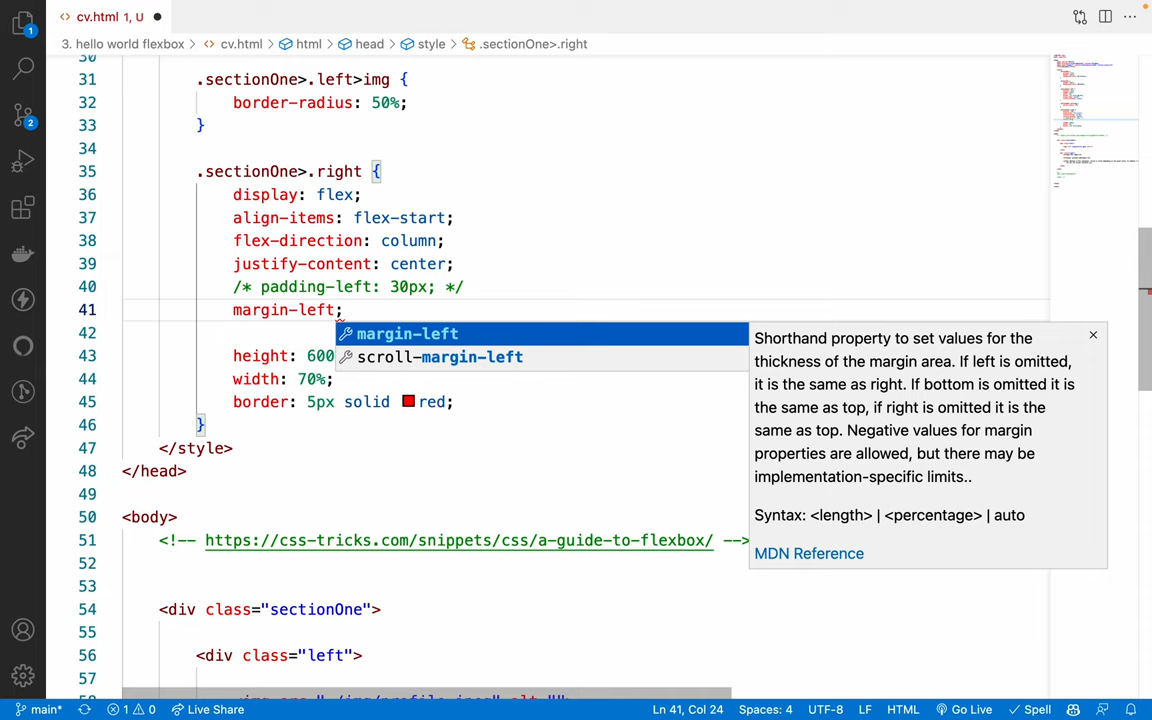 cv.html 1, U
3. hello world flexbox > cv.html > html > head > style > .sectionOne>.right
30
31 .sectionOne>.left>img {
32 border-radius: 50%;
33 }
34
35 .sectionOne>.right {
36 display: flex;
37 align-items: flex-start;
38 flex-direction: column;
39 justify-content: center;
40 /* padding-left: 30px; */
41 margin-left;
42
margin-left
scroll-margin-left
43 height: 600
44 width: 70%;
45 border: 5px solid red;
46 }
47 </style>
48 </head>
49
50 <body>
51 <!-- https://css-tricks.com/snippets/css/a-guide-to-flexbox/ -->
52
53
54 <div class="sectionOne">
55
56 <div class="left">
57
58 <img src="./img/profile.jpeg" alt="">
Shorthand property to set values for the
thickness of the margin area. If left is omitted,
it is the same as right. If bottom is omitted it is
the same as top, if right is omitted it is the
same as top. Negative values for margin
properties are allowed, but there may be
implementation-specific limits..
Syntax: <length> | <percentage> | auto
MDN Reference
1
2
main* 1 0 Live Share Ln 41, Col 24 Spaces: 4 UTF-8 LF HTML Go Live Spell